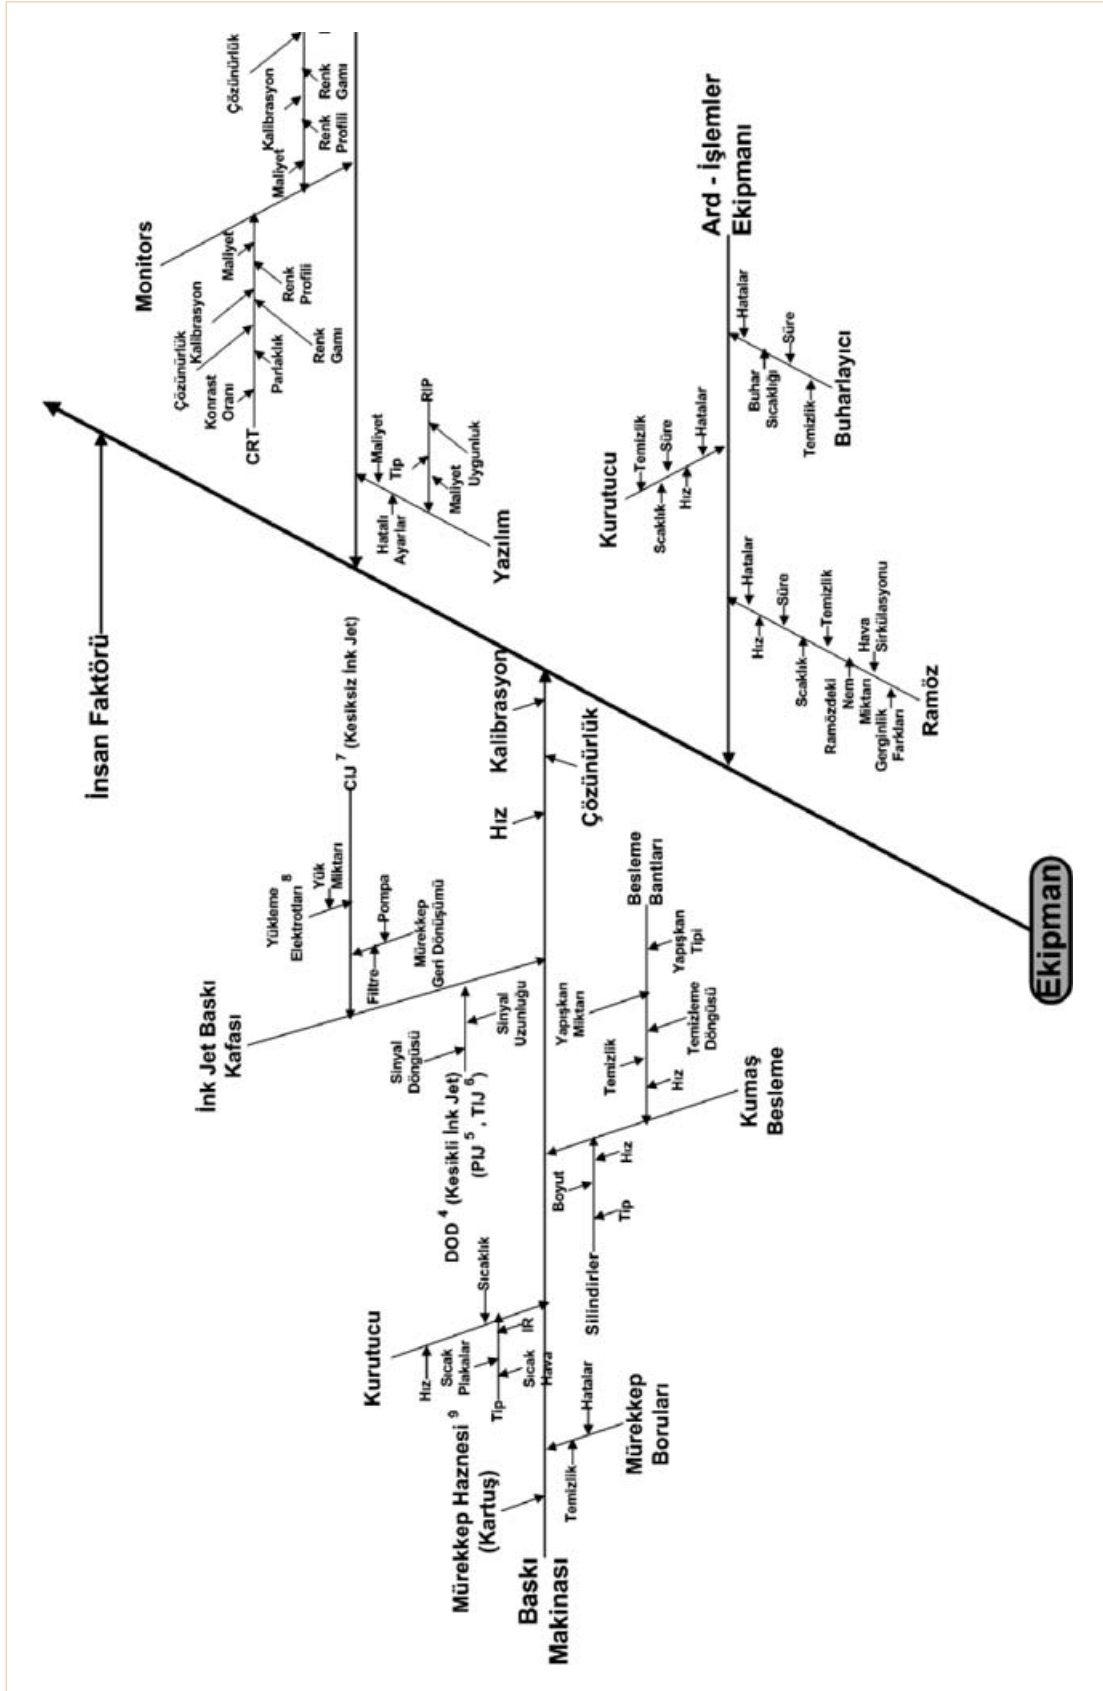 İnsan Faktörü
Monitors
CRT
Konrast
Oranı
Çözünürlük
Kalibrasyon
Maliyet
Parlaklık
Renk
Gamı
Renk
Profili
Çözünürlük
Kalibrasyon
Maliyet
Renk
Profili
Renk
Gamı
Yazılım
Hatalı
Ayarlar
Maliyet
RIP
Tip
Maliyet
Uygunluk
Baskı
Makinası
Mürekkep Haznesi 9
(Kartuş)
Mürekkep
Boruları
Temizlik
Hatalar
Kurutucu
Hız
Sıcaklık
Tip
Sıcak
Plakalar
Sıcak
Hava
IR
İnk Jet Baskı
Kafası
DOD 4 (Kesikli İnk Jet)
(PIJ 5 , TIJ 6)
Sinyal
Döngüsü
Sinyal
Uzunluğu
CIJ 7 (Kesiksiz İnk Jet)
Yükleme
Elektrotları 8
Yük
Miktarı
Filtre
Pompa
Mürekkep
Geri Dönüşümü
Kumaş
Besleme
Silindirler
Boyut
Tip
Hız
Besleme
Bantları
Yapışkan
Miktarı
Yapışkan
Tipi
Temizlik
Temizleme
Döngüsü
Hız
Hız
Kalibrasyon
Çözünürlük
Ard - İşlemler
Ekipmanı
Kurutucu
Temizlik
Scaklık
Süre
Hız
Hatalar
Buharlayıcı
Hatalar
Buhar
Sıcaklığı
Süre
Temizlik
Ramöz
Hatalar
Hız
Süre
Scaklık
Temizlik
Ramözdeki
Nem
Miktarı
Hava
Sirkülasyonu
Gerginlik
Farkları
Ekipman